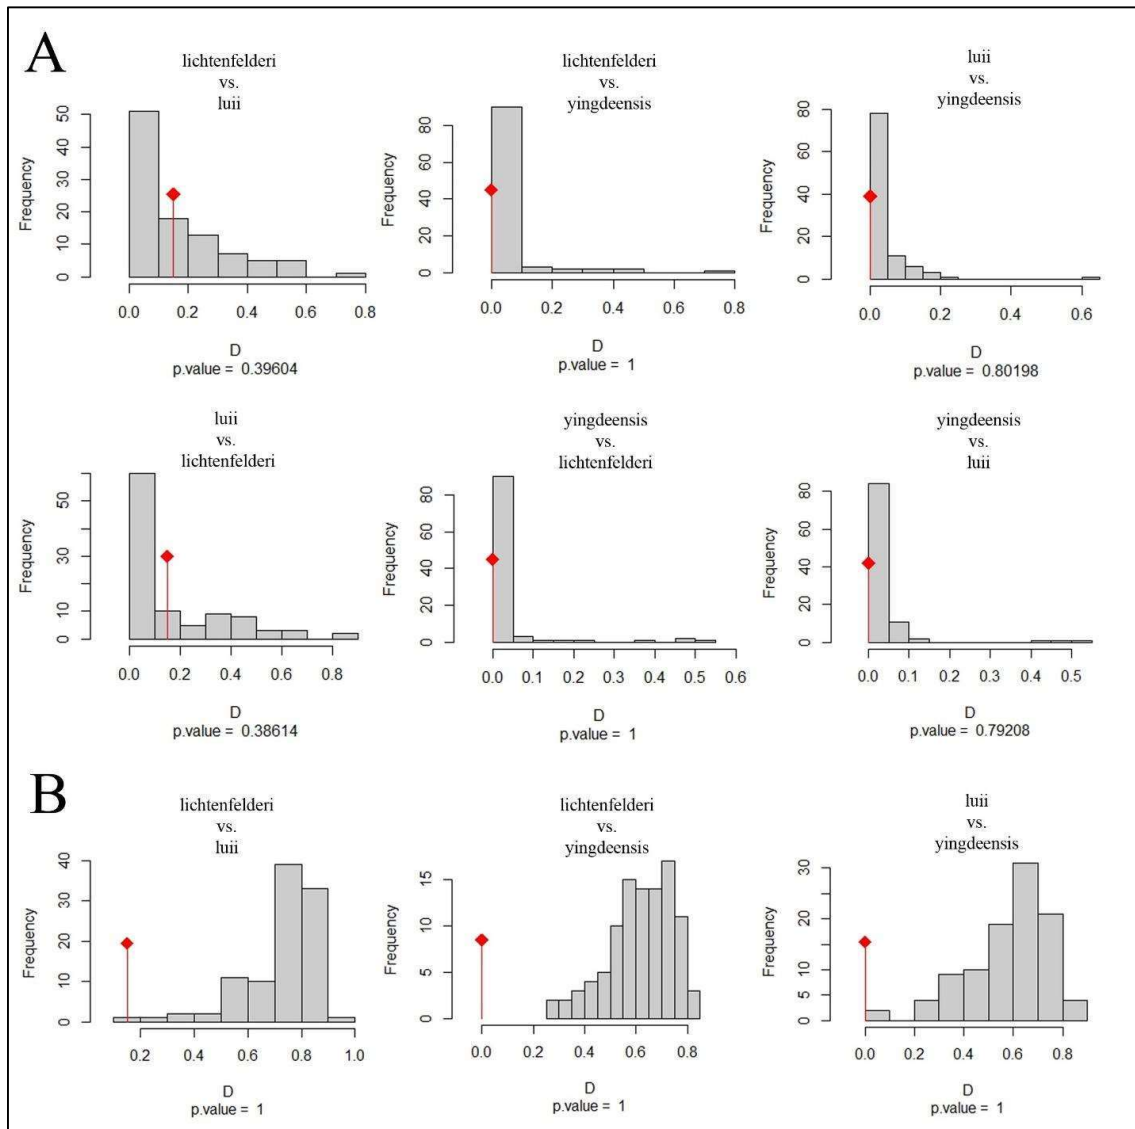 A
lichtenfelderi
vs.
luii
Frequency
0 10 20 30 40 50
0.0 0.2 0.4 0.6 0.8
D
p.value = 0.39604
lichtenfelderi
vs.
yingdeensis
Frequency
0 20 40 60 80
0.0 0.2 0.4 0.6 0.8
D
p.value = 1
luii
vs.
yingdeensis
Frequency
0 20 40 60 80
0.0 0.2 0.4 0.6
D
p.value = 0.80198
luii
vs.
lichtenfelderi
Frequency
0 10 30 50
0.0 0.2 0.4 0.6 0.8
D
p.value = 0.38614
yingdeensis
vs.
lichtenfelderi
Frequency
0 20 40 60 80
0.0 0.1 0.2 0.3 0.4 0.5 0.6
D
p.value = 1
yingdeensis
vs.
luii
Frequency
0 20 40 60 80
0.0 0.1 0.2 0.3 0.4 0.5
D
p.value = 0.79208
B
lichtenfelderi
vs.
luii
Frequency
0 10 20 30 40
0.2 0.4 0.6 0.8 1.0
D
p.value = 1
lichtenfelderi
vs.
yingdeensis
Frequency
0 5 10 15
0.0 0.2 0.4 0.6 0.8
D
p.value = 1
luii
vs.
yingdeensis
Frequency
0 5 10 20 30
0.0 0.2 0.4 0.6 0.8
D
p.value = 1